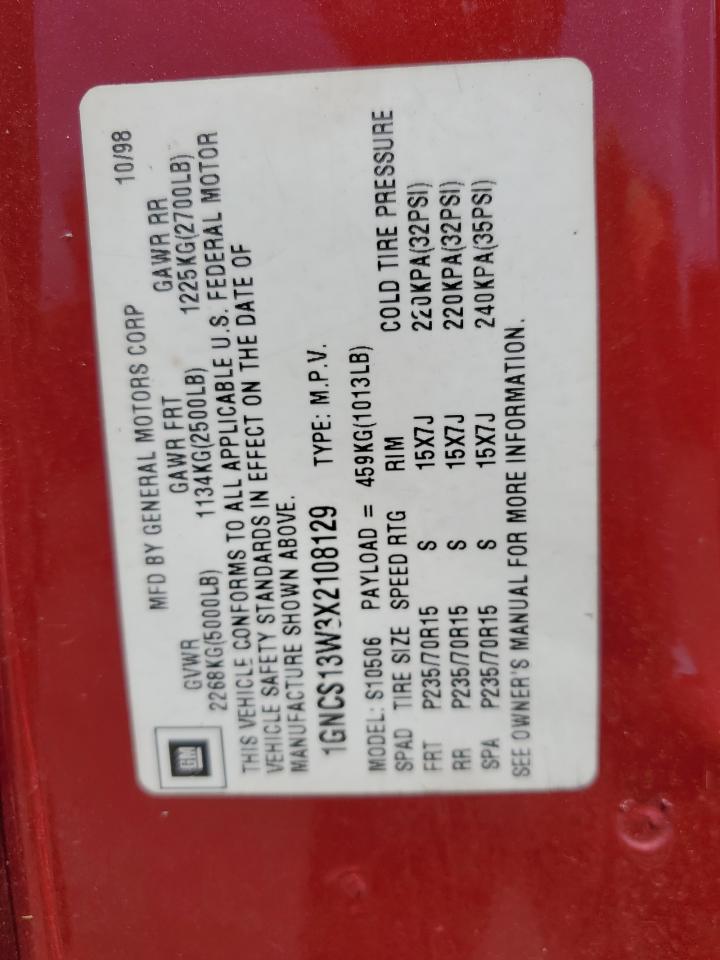 MFD BY GENERAL MOTORS CORP 10/98
GVWR GAWR FRT GAWR RR
2268KG(5000LB) 1134KG(2500LB) 1225KG(2700LB)
GM
THIS VEHICLE CONFORMS TO ALL APPLICABLE U.S. FEDERAL MOTOR
VEHICLE SAFETY STANDARDS IN EFFECT ON THE DATE OF
MANUFACTURE SHOWN ABOVE.
1GNCS13W3X2108129 TYPE: M.P.V.
MODEL: S10506 PAYLOAD = 459KG(1013LB)
SPAD TIRE SIZE SPEED RTG RIM COLD TIRE PRESSURE
FRT P235/70R15 S 15X7J 220KPA(32PSI)
RR P235/70R15 S 15X7J 220KPA(32PSI)
SPA P235/70R15 S 15X7J 240KPA(35PSI)
SEE OWNER'S MANUAL FOR MORE INFORMATION.